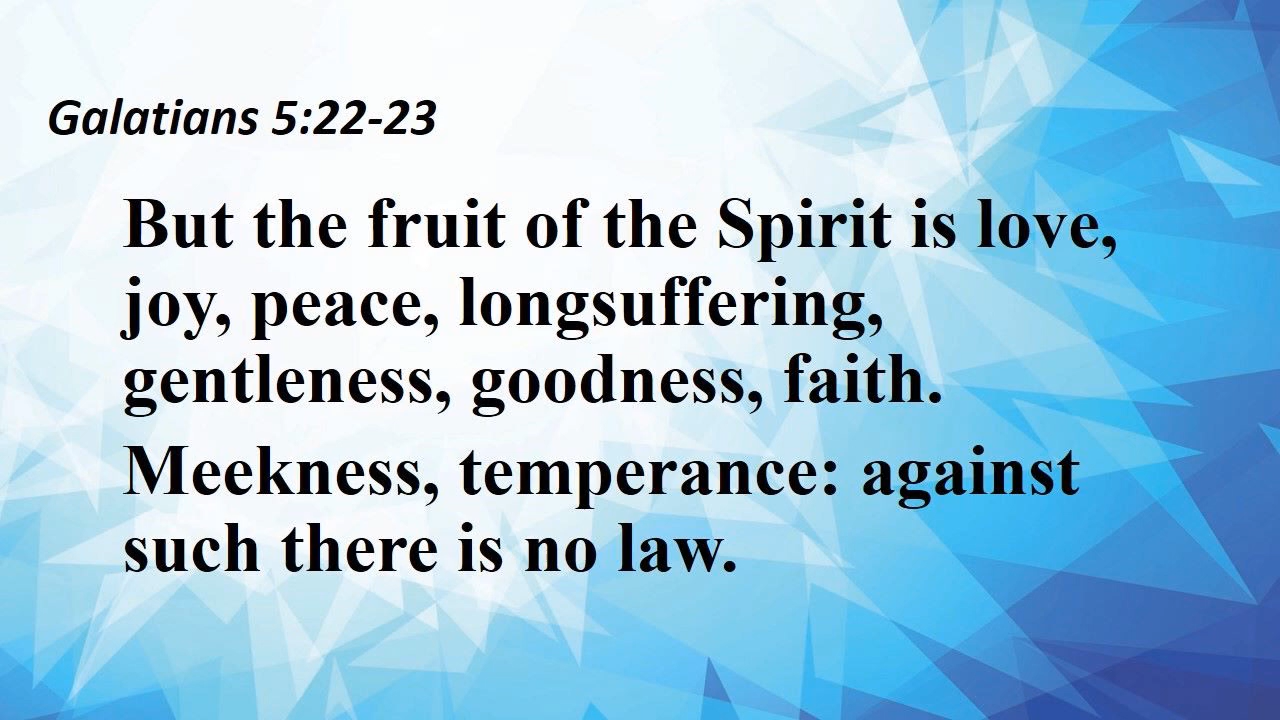 Galatians 5:22-23
But the fruit of the Spirit is love,
joy, peace, longsuffering,
gentleness, goodness, faith.
Meekness, temperance: against
such there is no law.